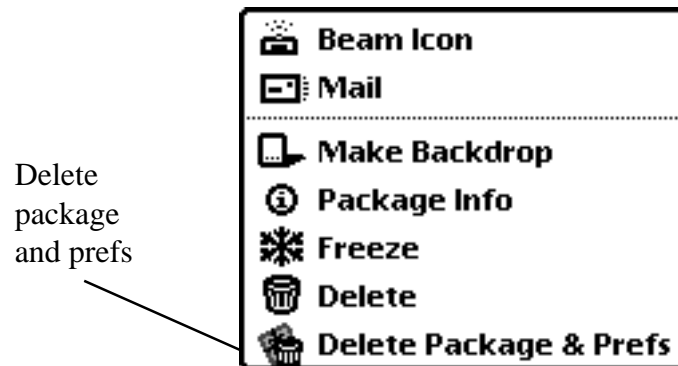 Beam Icon
Mail
Make Backdrop
Package Info
Freeze
Delete
Delete Package & Prefs
Delete
package
and prefs